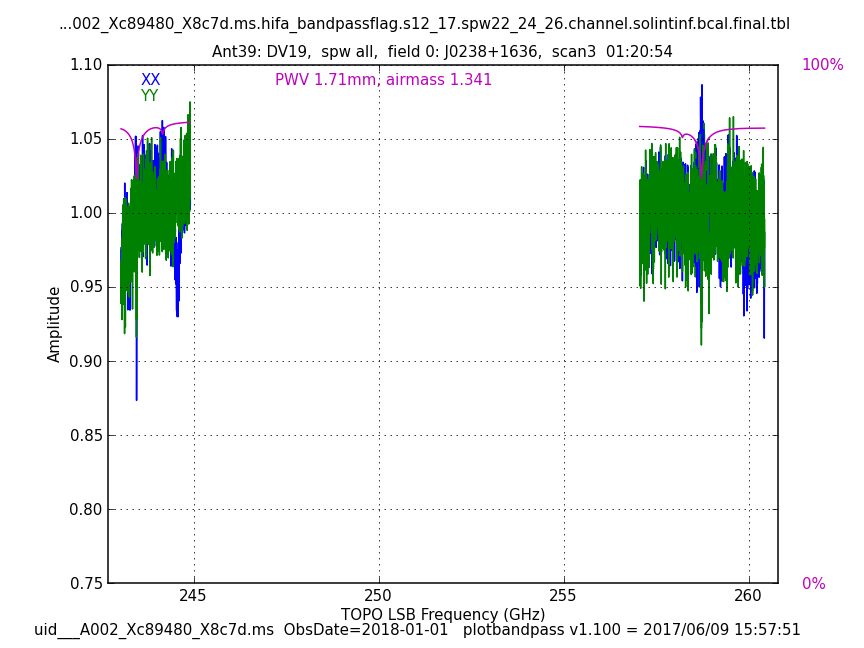 ...002_Xc89480_X8c7d.ms.hifa_bandpassflag.s12_17.spw22_24_26.channel.solintinf.bcal.final.tbl
Ant39: DV19,  spw all,  field 0: J0238+1636,  scan3  01:20:54
1.10
100%
XX
PWV 1.71mm, airmass 1.341
YY
1.05
1.00
0.95
Amplitude
0.90
0.85
0.80
0.75
0%
245
250
255
260
TOPO LSB Frequency (GHz)
uid___A002_Xc89480_X8c7d.ms  ObsDate=2018-01-01   plotbandpass v1.100 = 2017/06/09 15:57:51